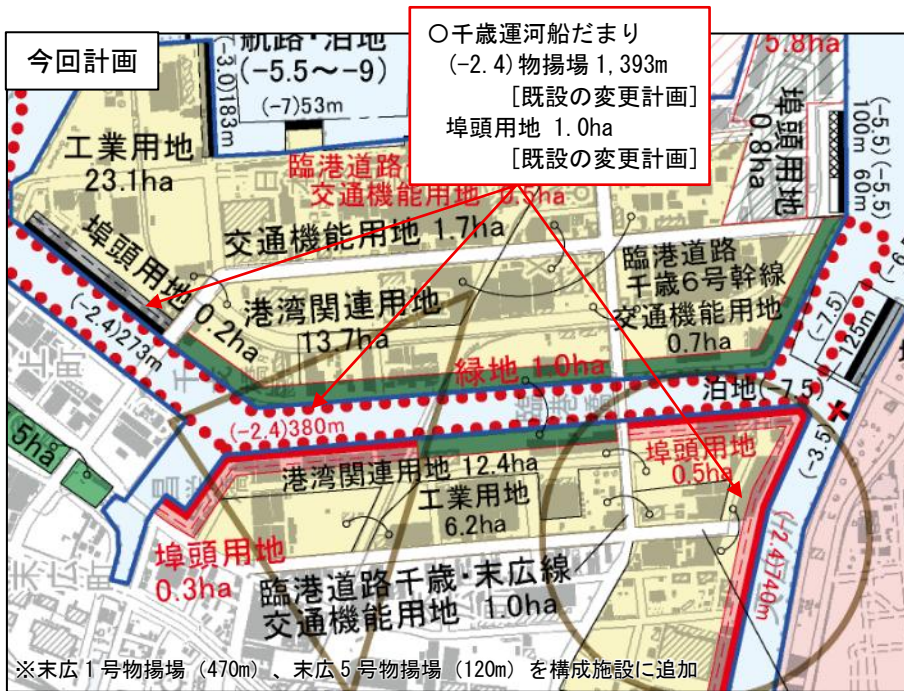 今回計画
○千歳運河船だまり
(-2.4)物揚場1,393m
[既設の変更計画]
埠頭用地 1.0ha
[既設の変更計画]
航路・泊地
(-5.5～-9)
(-3.0)183m
(-7)53m
5.8ha
埠頭用地
0.8ha
(-5.5)
100m
(-5.5)
60m
工業用地
23.1ha
臨港道路
交通機能用地 0.5ha
交通機能用地 1.7ha
埠頭用地 0.2ha
(-2.4)273m
港湾関連用地
13.7ha
臨港道路
千歳6号幹線
交通機能用地
0.7ha
(-7.5)
125m
緑地 1.0ha
泊地(-7.5)
(-3.5)
(-2.4)380m
5ha
港湾関連用地 12.4ha
工業用地
6.2ha
埠頭用地
0.5ha
(-2.4)740m
埠頭用地
0.3ha
末広町
臨港道路千歳・末広線
交通機能用地 1.0ha
※末広1号物揚場（470m）、末広5号物揚場（120m）を構成施設に追加